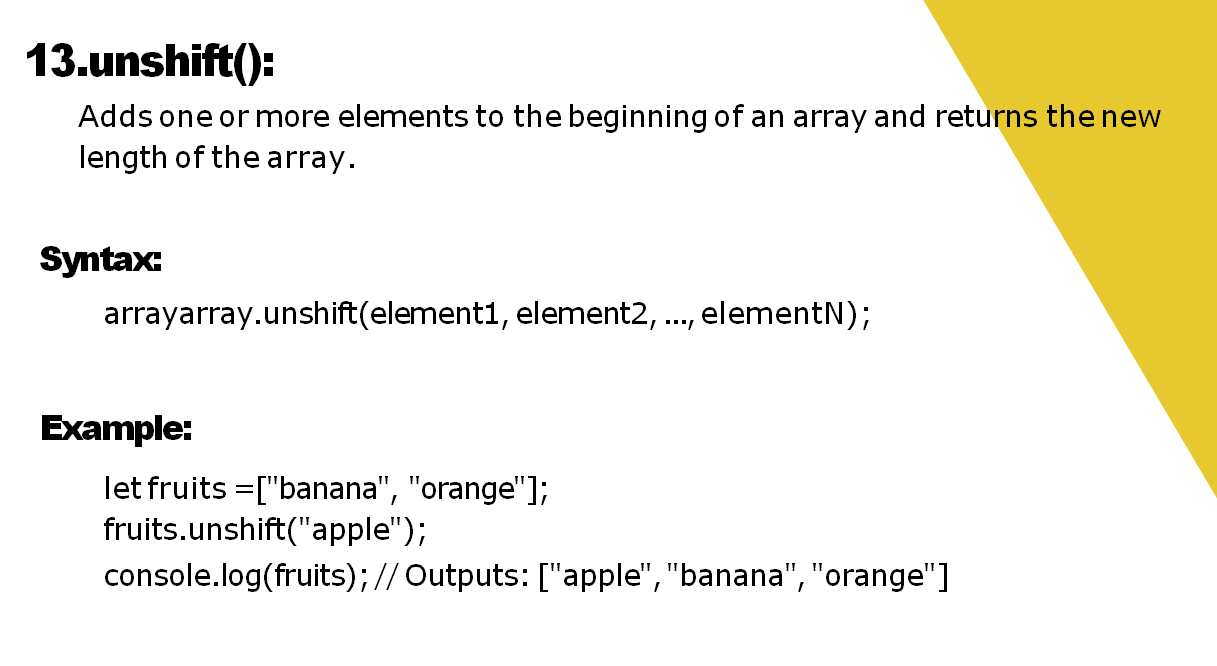 13.unshift():
Adds one or more elements to the beginning of an array and returns the new
length of the array.
Syntax:
arrayarray.unshift(element1, element2, ..., elementN);
Example:
let fruits =["banana", "orange"];
fruits.unshift("apple");
console.log(fruits); // Outputs: ["apple", "banana", "orange"]